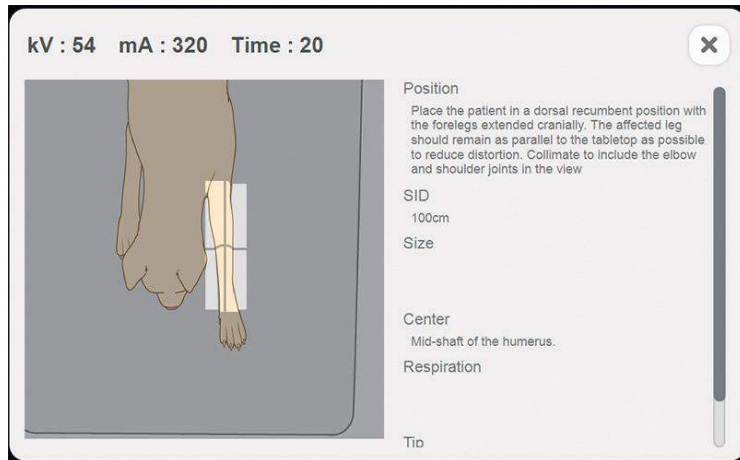 kV : 54 mA : 320 Time : 20
Position
Place the patient in a dorsal recumbent position with
the forelegs extended cranially. The affected leg
should remain as parallel to the tabletop as possible
to reduce distortion. Collimate to include the elbow
and shoulder joints in the view
SID
100cm
Size
Center
Mid-shaft of the humerus.
Respiration
Tip